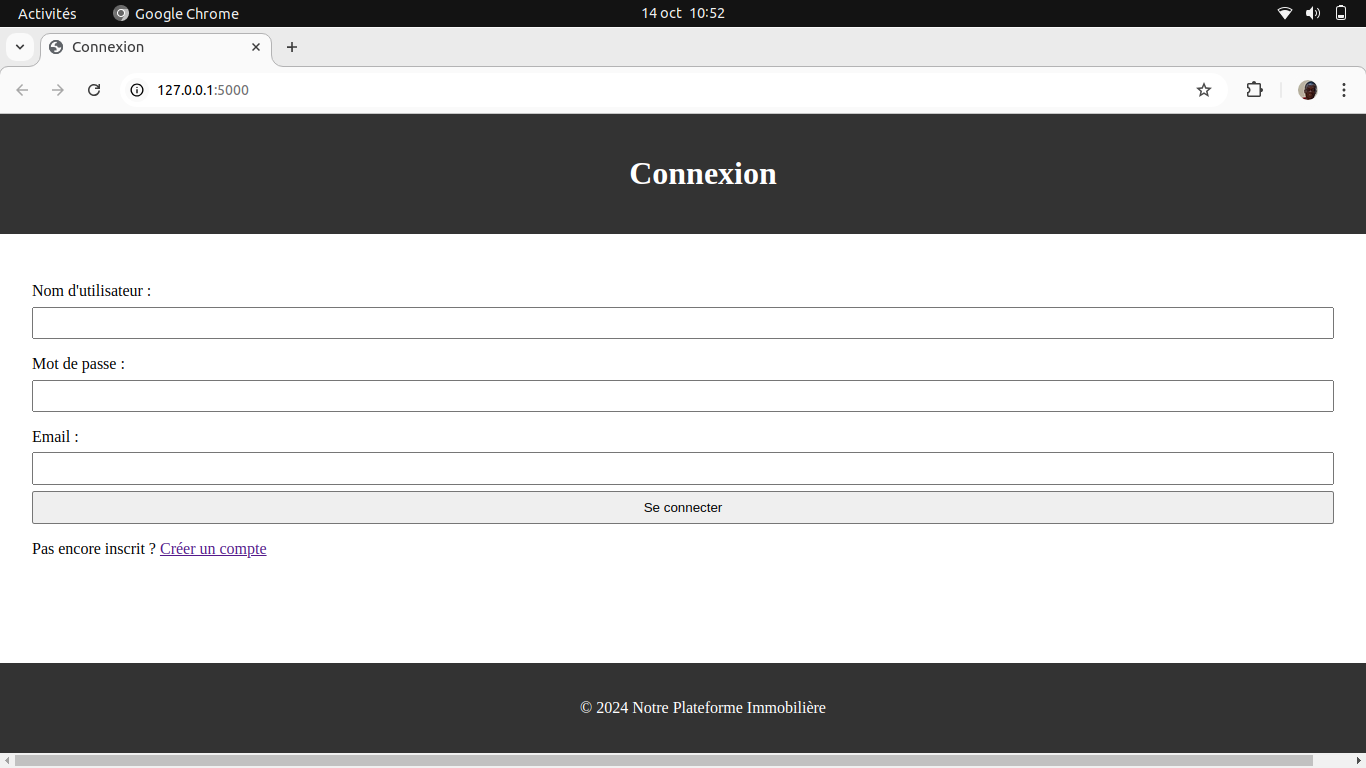 Activités Google Chrome 14 oct 10:52
Connexion
127.0.0.1:5000
Connexion
Nom d'utilisateur :
Mot de passe :
Email :
Se connecter
Pas encore inscrit ? Créer un compte
© 2024 Notre Plateforme Immobilière